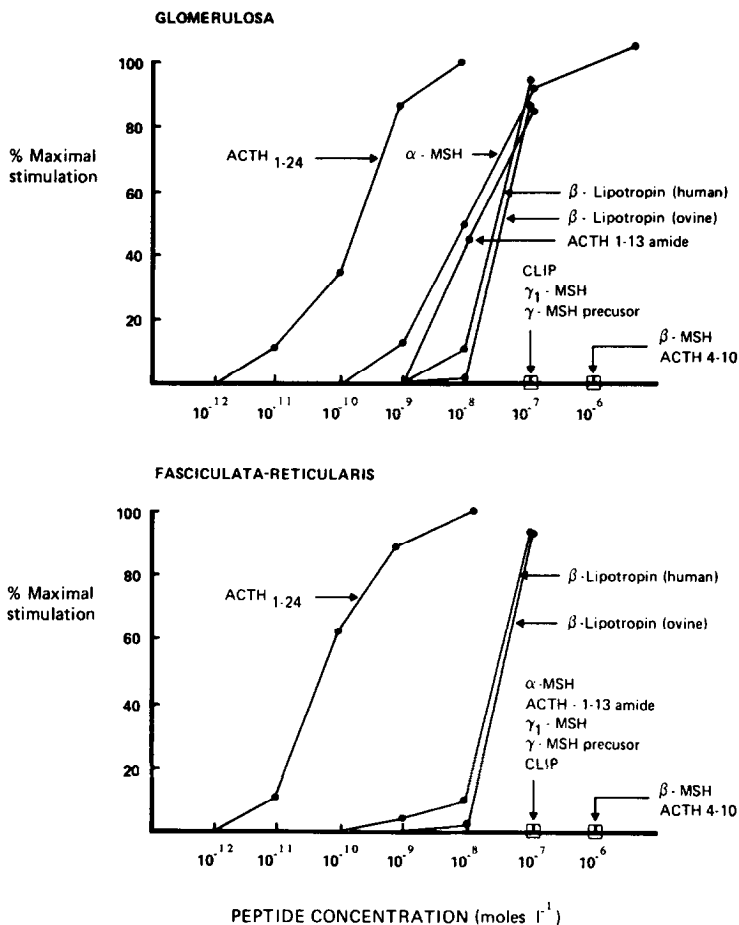 GLOMERULOSA
100
80
60
40
20
% Maximal
stimulation
ACTH 1-24
α - MSH
β - Lipotropin (human)
β - Lipotropin (ovine)
ACTH 1-13 amide
CLIP
γ1 - MSH
γ - MSH precusor
β - MSH
ACTH 4-10
10-12 10-11 10-10 10-9 10-8 10-7 10-6
FASCICULATA-RETICULARIS
100
80
60
40
20
% Maximal
stimulation
ACTH 1-24
β-Lipotropin (human)
β-Lipotropin (ovine)
α-MSH
ACTH - 1-13 amide
γ1 - MSH
γ - MSH precusor
CLIP
β - MSH
ACTH 4-10
10-12 10-11 10-10 10-9 10-8 10-7 10-6
PEPTIDE CONCENTRATION (moles l-1)